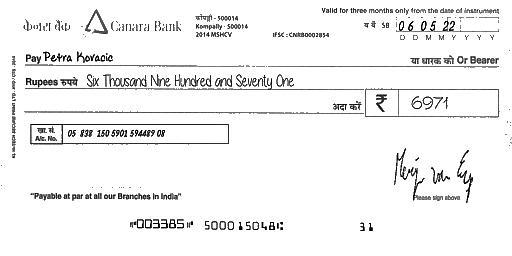 Valid for three months only from the date of instrument
केनरा बैंक Canara Bank
कोंपल्ली - 500014
Kompally - 500014
2014 MSHCV
IFSC : CNRB0002854
SB 06 05 22
D D M M Y Y Y Y
Pay Petra Kovacic या धारक को Or Bearer
Rupees रुपये Six Thousand Nine Hundred and Seventy One
अदा करें ₹ 6971
खा. सं.
A/c. No. 05 838 150 5901 594489 08
Please sign above
"Payable at par at all our Branches in India"
⑈003385⑈ 500015048⑆ 31